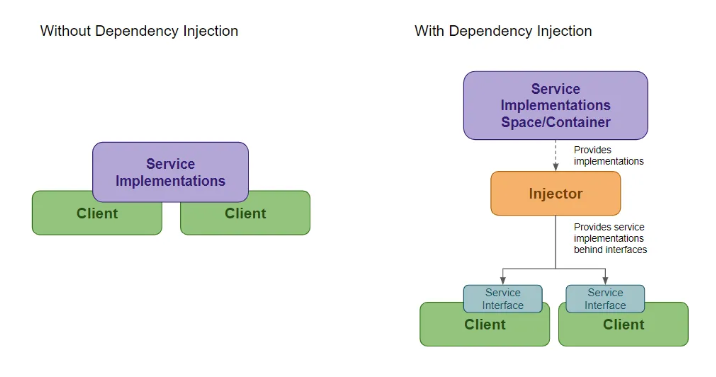 Without Dependency Injection
Service
Implementations
Client
Client
With Dependency Injection
Service
Implementations
Space/Container
Provides
implementations
Injector
Provides service
implementations
behind interfaces
Service
Interface
Service
Interface
Client
Client